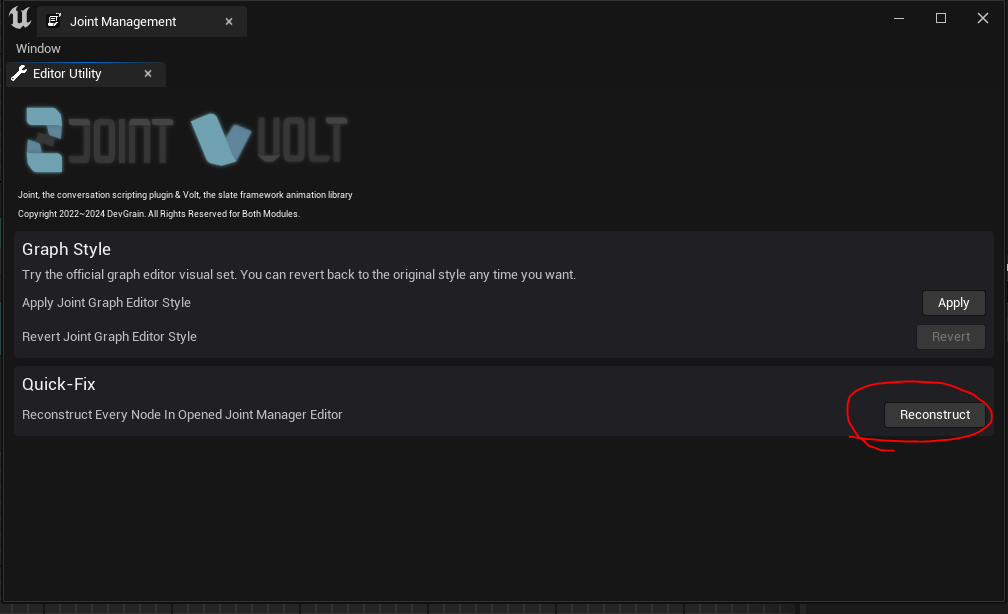 Joint Management
Window
Editor Utility
JOINT VOLT
Joint, the conversation scripting plugin & Volt, the slate framework animation library
Copyright 2022~2024 DevGrain. All Rights Reserved for Both Modules.
Graph Style
Try the official graph editor visual set. You can revert back to the original style any time you want.
Apply Joint Graph Editor Style Apply
Revert Joint Graph Editor Style Revert
Quick-Fix
Reconstruct Every Node In Opened Joint Manager Editor Reconstruct